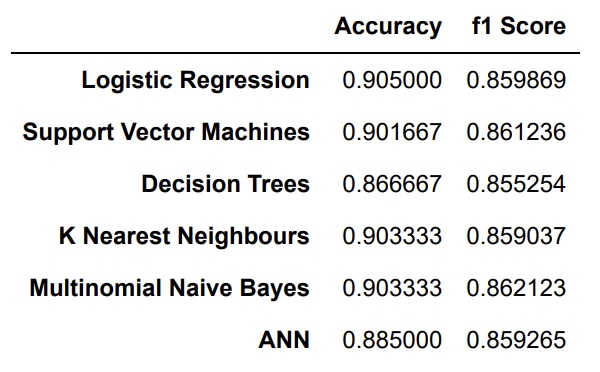 Accuracy f1 Score
Logistic Regression 0.905000 0.859869
Support Vector Machines 0.901667 0.861236
Decision Trees 0.866667 0.855254
K Nearest Neighbours 0.903333 0.859037
Multinomial Naive Bayes 0.903333 0.862123
ANN 0.885000 0.859265